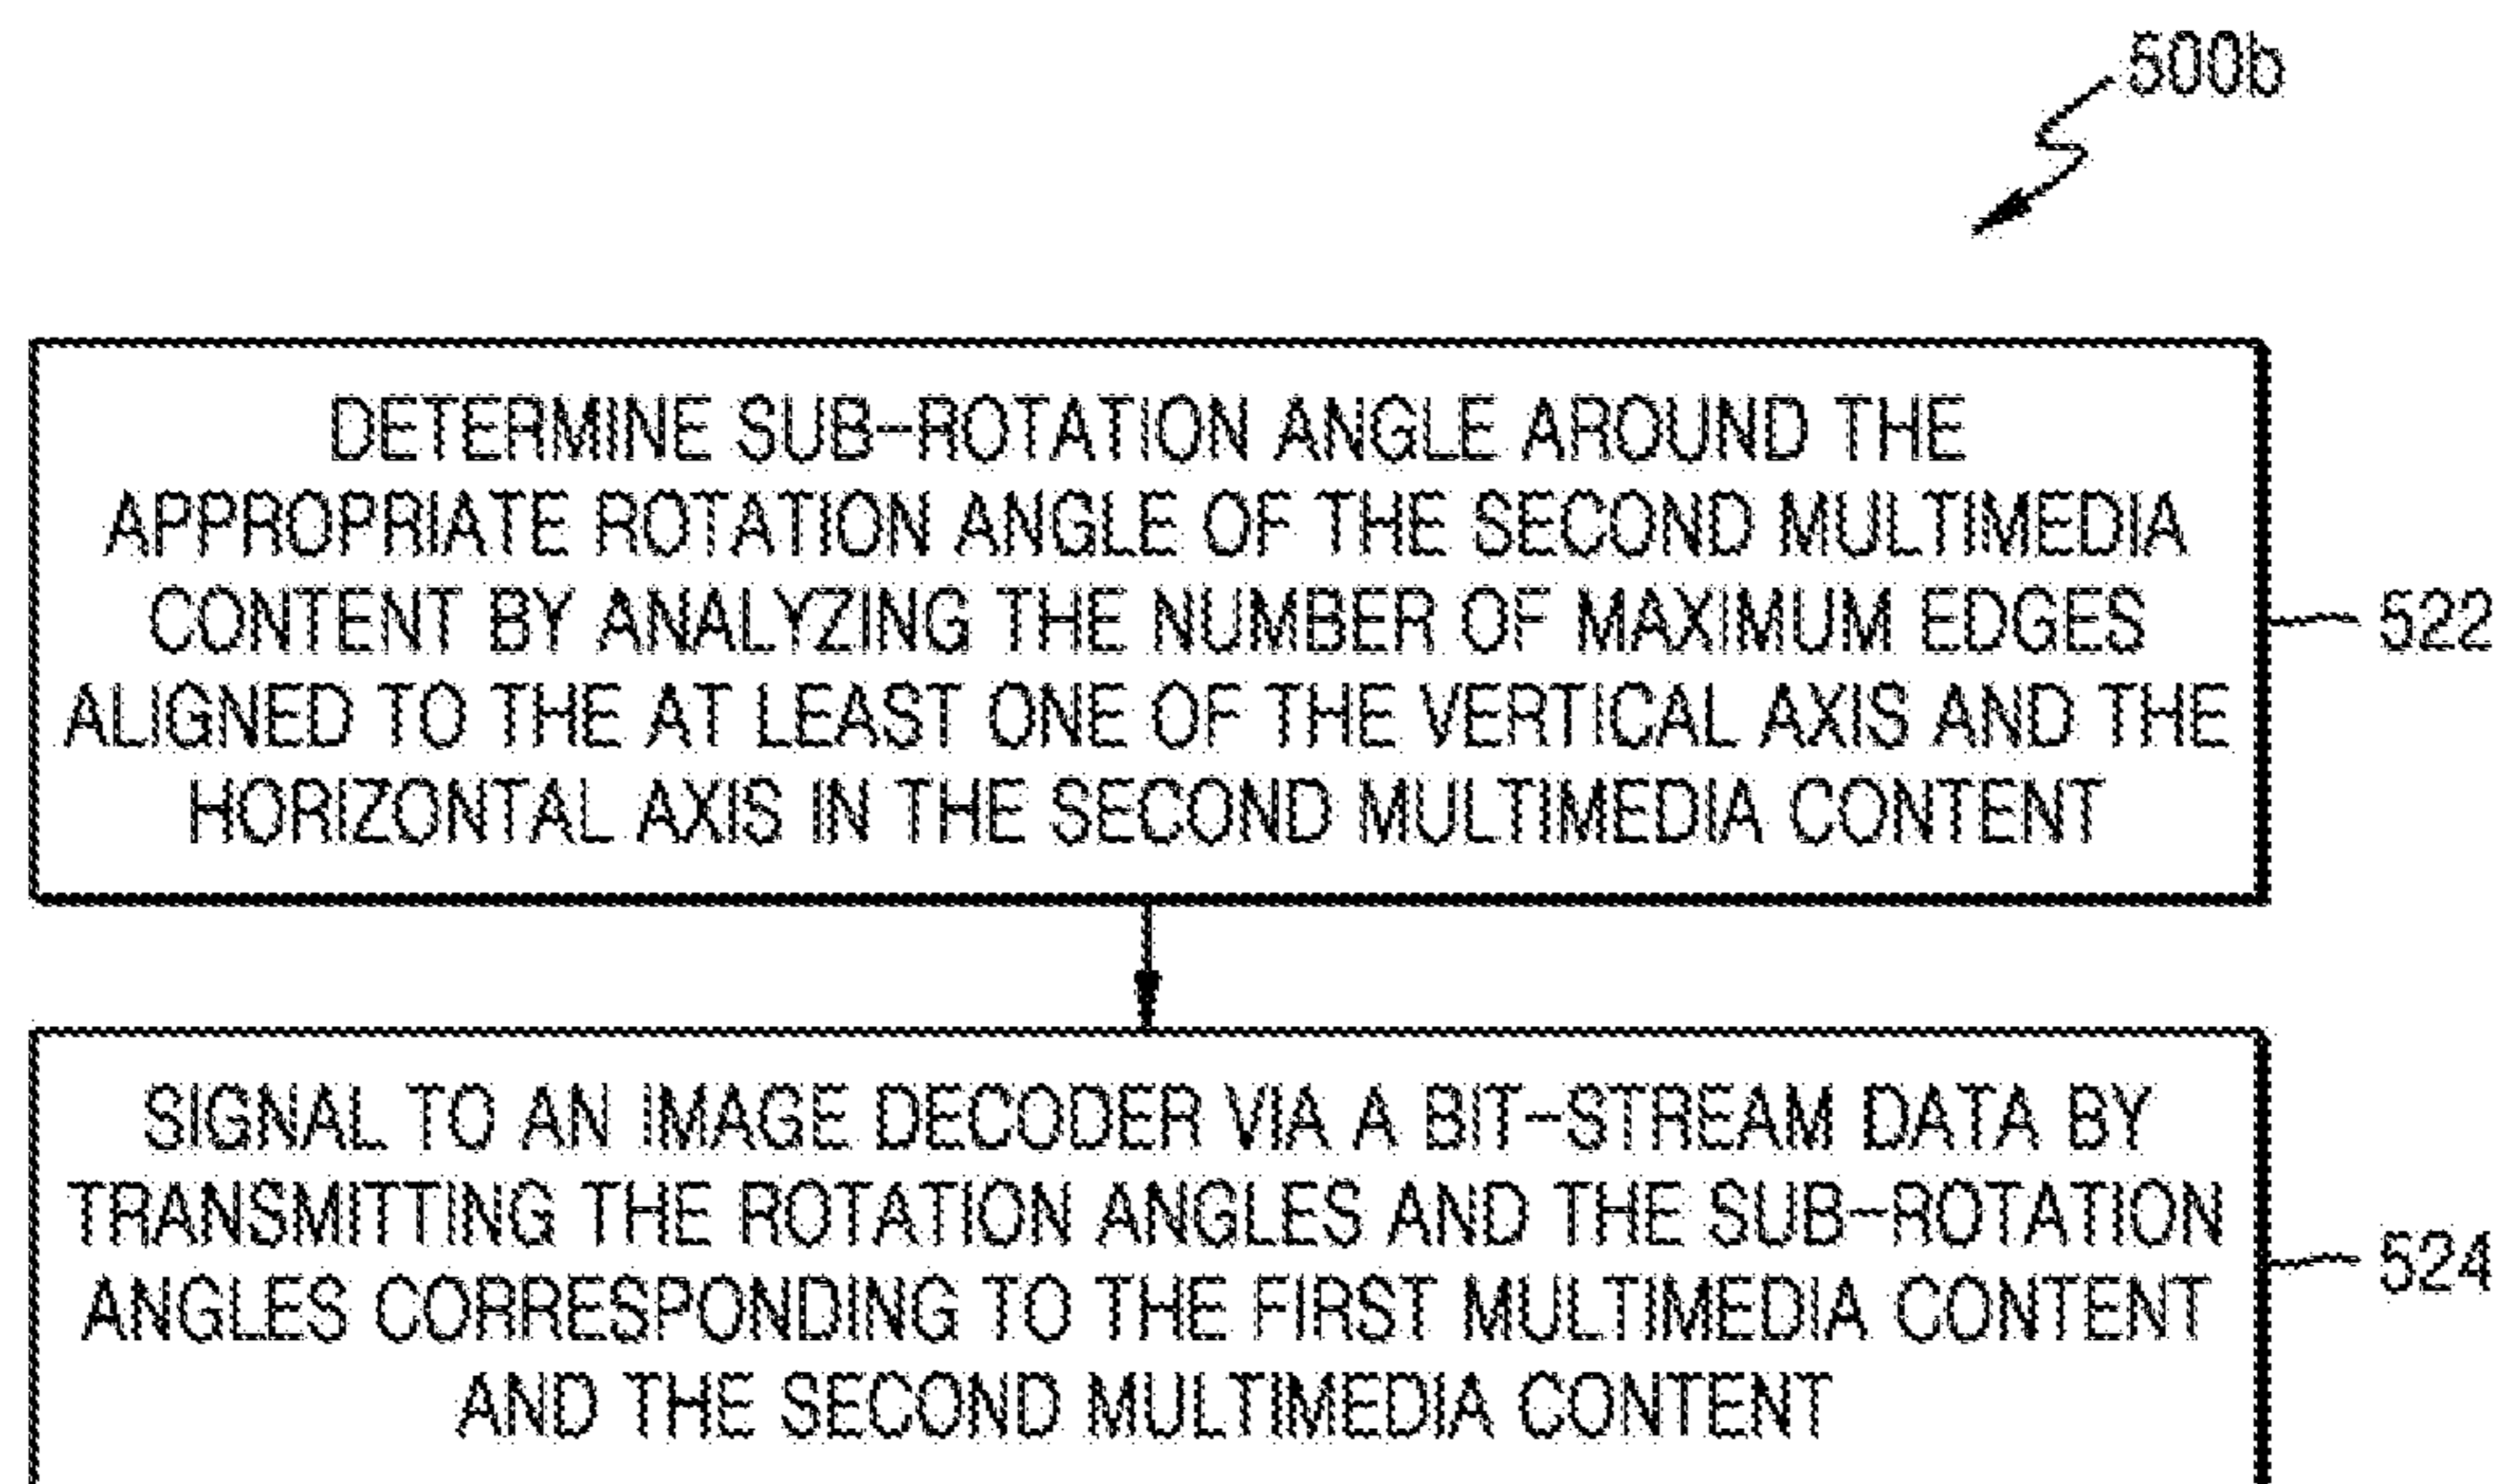 500b
DETERMINE SUB-ROTATION ANGLE AROUND THE
APPROPRIATE ROTATION ANGLE OF THE SECOND MULTIMEDIA
CONTENT BY ANALYZING THE NUMBER OF MAXIMUM EDGES
ALIGNED TO THE AT LEAST ONE OF THE VERTICAL AXIS AND THE
HORIZONTAL AXIS IN THE SECOND MULTIMEDIA CONTENT
522
SIGNAL TO AN IMAGE DECODER VIA A BIT-STREAM DATA BY
TRANSMITTING THE ROTATION ANGLES AND THE SUB-ROTATION
ANGLES CORRESPONDING TO THE FIRST MULTIMEDIA CONTENT
AND THE SECOND MULTIMEDIA CONTENT
524